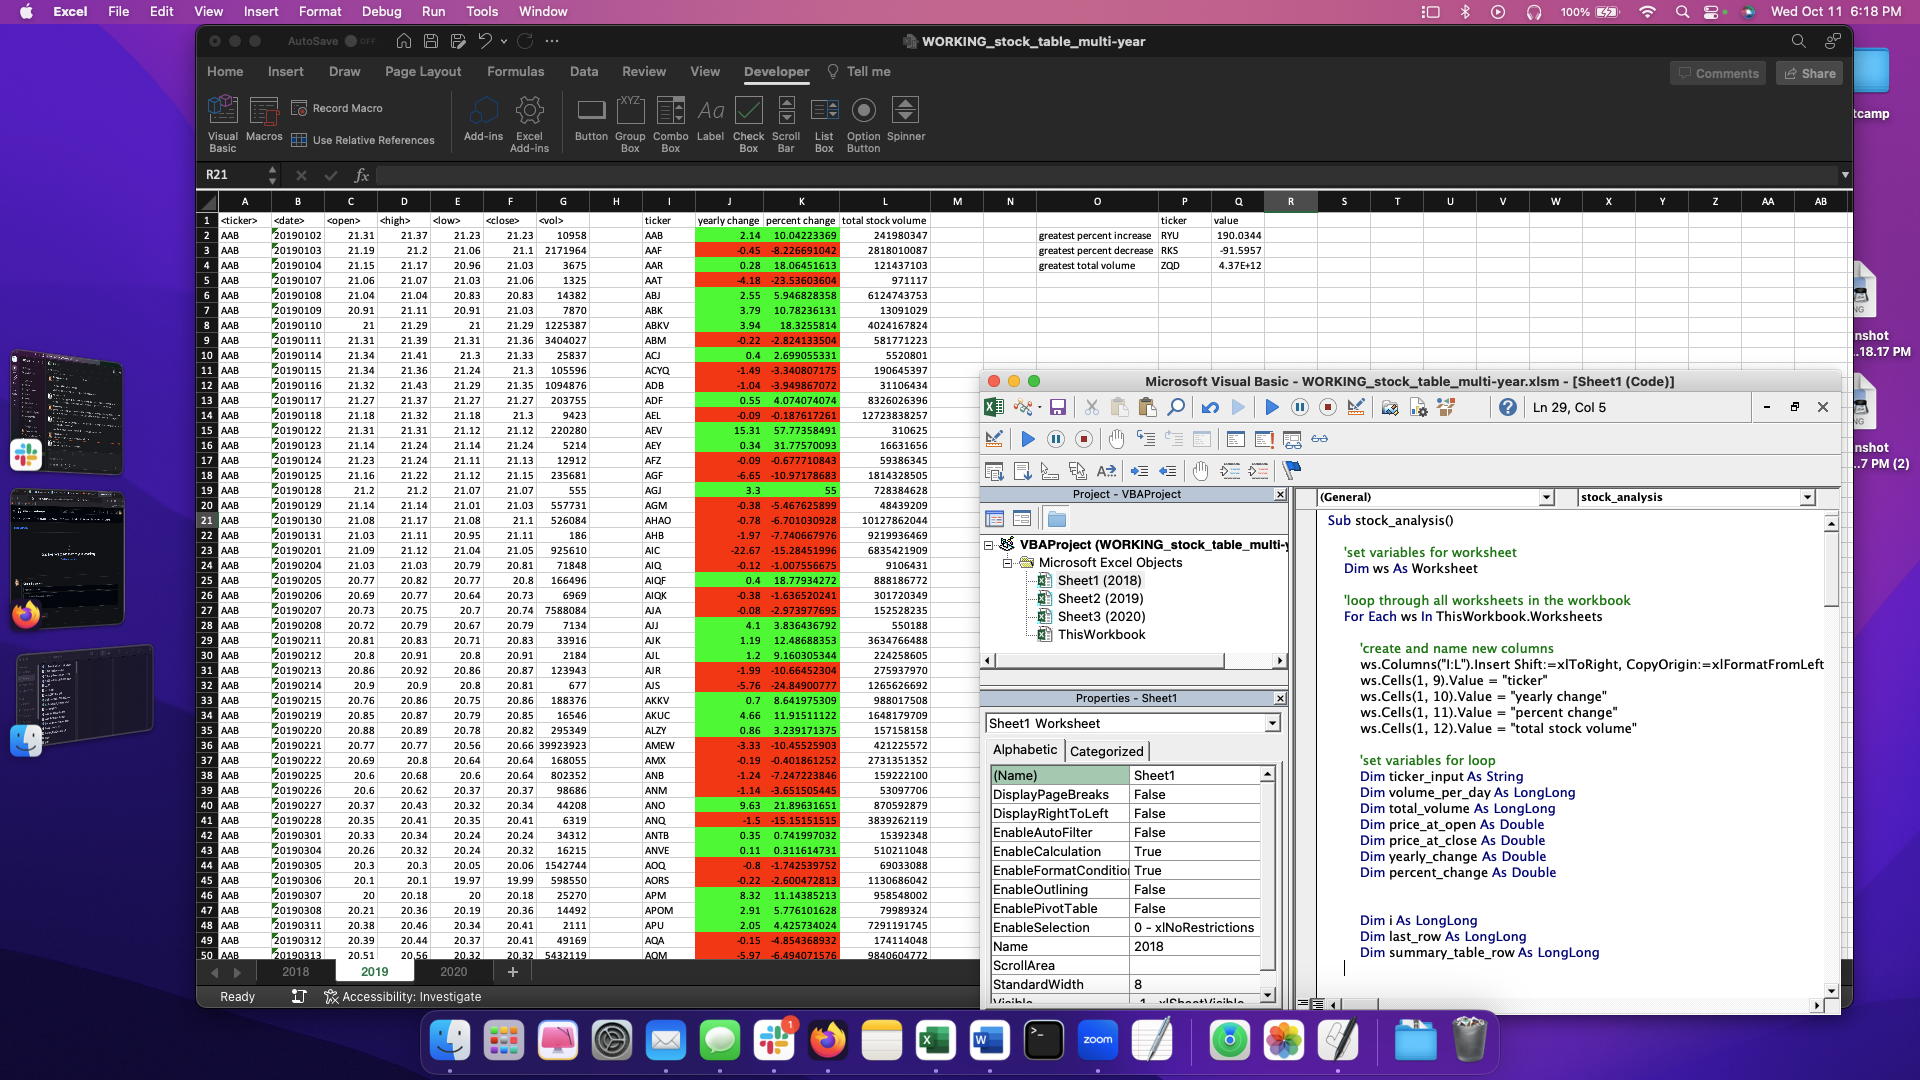 Excel File Edit View Insert Format Debug Run Tools Window 100% Wed Oct 11 6:18 PM
AutoSave OFF WORKING_stock_table_multi-year
Home Insert Draw Page Layout Formulas Data Review View Developer Tell me Comments Share
Visual Basic Macros Record Macro Use Relative References Add-ins Excel Add-ins Button Group Box Combo Box Label Check Box Scroll Bar List Box Option Button Spinner
R21 fx
A B C D E F G H I J K L M N O P Q R S T U V W X Y Z AA AB
1 <ticker> <date> <open> <high> <low> <close> <vol> ticker yearly change percent change total stock volume ticker value
2 AAB 20190102 21.31 21.37 21.23 21.23 10958 AAB 2.14 10.04223369 241980347 greatest percent increase RYU 190.0344
3 AAB 20190103 21.19 21.2 21.06 21.1 2171964 AAF -0.45 -8.226691042 2818010087 greatest percent decrease RKS -91.5957
4 AAB 20190104 21.15 21.17 20.96 21.03 3675 AAR 0.28 18.06451613 121437103 greatest total volume ZQD 4.37E+12
5 AAB 20190107 21.06 21.07 21.03 21.06 1325 AAT -4.18 -23.53603604 971117
6 AAB 20190108 21.04 21.04 20.83 20.83 14382 ABJ 2.55 5.946828358 6124743753
7 AAB 20190109 20.91 21.11 20.91 21.03 7870 ABK 3.79 10.78236131 13091029
8 AAB 20190110 21 21.29 21 21.29 1225387 ABKV 3.94 18.3255814 4024167824
9 AAB 20190111 21.31 21.39 21.31 21.36 3404027 ABM -0.22 -2.824133504 581771223
10 AAB 20190114 21.34 21.41 21.3 21.33 25837 ACJ 0.4 2.699055331 5520801
11 AAB 20190115 21.34 21.36 21.24 21.3 105596 ACYQ -1.49 -3.340807175 190645397
12 AAB 20190116 21.32 21.43 21.29 21.35 1094876 ADB -1.04 -3.949867072 31106434
13 AAB 20190117 21.27 21.37 21.27 21.27 203755 ADF 0.55 4.074074074 8326026396
14 AAB 20190118 21.18 21.32 21.18 21.3 9423 AEL -0.09 -0.187617261 12723838257
15 AAB 20190122 21.31 21.31 21.12 21.12 220280 AEV 15.31 57.77358491 310625
16 AAB 20190123 21.14 21.24 21.14 21.24 5214 AEY 0.34 31.77570093 16631656
17 AAB 20190124 21.23 21.24 21.11 21.13 12912 AFZ -0.09 -0.677710843 59386345
18 AAB 20190125 21.16 21.22 21.12 21.15 235681 AGF -6.65 -10.97178683 1814328505
19 AAB 20190128 21.2 21.2 21.07 21.07 555 AGJ 3.3 55 728384628
20 AAB 20190129 21.14 21.14 21.01 21.03 557731 AGM -0.38 -5.467625899 48439209
21 AAB 20190130 21.08 21.17 21.08 21.1 526084 AHAO -0.78 -6.701030928 10127862044
22 AAB 20190131 21.03 21.11 21.03 21.11 186 AHB -1.97 -7.740667976 9219936469
23 AAB 20190201 21.09 21.12 21.04 21.05 925610 AIC -22.67 -15.28451996 6835421909
24 AAB 20190204 21.03 21.03 20.79 20.81 71848 AIQ -0.12 -1.007556675 9106431
25 AAB 20190205 20.77 20.82 20.77 20.8 166496 AIQF 0.4 18.77934272 888186772
26 AAB 20190206 20.69 20.77 20.64 20.73 6969 AIQK -0.38 -1.636520241 301720349
27 AAB 20190207 20.73 20.75 20.7 20.74 7588084 AJA -0.08 -2.973977695 152528235
28 AAB 20190208 20.72 20.79 20.67 20.79 7134 AJJ 4.1 3.836436792 550188
29 AAB 20190211 20.81 20.83 20.71 20.83 33916 AJK 1.19 12.48688353 3634766488
30 AAB 20190212 20.8 20.91 20.8 20.91 2184 AJL 1.2 9.160305344 224258605
31 AAB 20190213 20.86 20.92 20.86 20.87 123943 AJR -1.99 -10.66452304 275937970
32 AAB 20190214 20.9 20.9 20.8 20.81 677 AJS -5.76 -24.84900777 1265626692
33 AAB 20190215 20.76 20.86 20.75 20.86 188376 AKKV 0.7 8.641975309 988017508
34 AAB 20190219 20.85 20.87 20.79 20.85 16546 AKUC 4.66 11.91511122 1648179709
35 AAB 20190220 20.88 20.89 20.78 20.82 295349 ALZY 0.86 3.239171375 157158158
36 AAB 20190221 20.77 20.77 20.56 20.66 39923923 AMEW -3.33 -10.45525903 421225572
37 AAB 20190222 20.69 20.8 20.64 20.64 168055 AMX -0.19 -0.401861252 2731351352
38 AAB 20190225 20.6 20.68 20.6 20.64 802352 ANB -1.24 -7.247223846 159222100
39 AAB 20190226 20.6 20.62 20.37 20.37 98686 ANM -1.14 -3.651505445 53097706
40 AAB 20190227 20.37 20.43 20.32 20.34 44208 ANO 9.63 21.89631651 870592879
41 AAB 20190228 20.35 20.41 20.35 20.41 6319 ANQ -1.5 -15.15151515 3839262119
42 AAB 20190301 20.33 20.34 20.24 20.24 34312 ANTB 0.35 0.741997032 15392348
43 AAB 20190304 20.26 20.32 20.24 20.32 16215 ANVE 0.11 0.311614731 510211048
44 AAB 20190305 20.3 20.3 20.05 20.06 1542744 AOQ -0.8 -1.742539752 69033088
45 AAB 20190306 20.1 20.1 19.97 19.99 598550 AORS -0.22 -2.600472813 1130686042
46 AAB 20190307 20 20.18 20 20.18 25270 APM 8.32 11.14385213 958548002
47 AAB 20190308 20.21 20.36 20.19 20.36 14492 APOM 2.91 5.776101628 79989324
48 AAB 20190311 20.38 20.46 20.34 20.41 2111 APU 2.05 4.425734024 7291191745
49 AAB 20190312 20.39 20.44 20.37 20.41 49169 AQA -0.15 -4.854368932 174114048
50 AAB 20190313 20.51 20.56 20.32 20.32 5432119 AQM -5.97 -6.494071576 9840604772
2018 2019 2020 +
Ready Accessibility: Investigate
Microsoft Visual Basic - WORKING_stock_table_multi-year.xlsm - [Sheet1 (Code)]
Ln 29, Col 5
Project - VBAProject
VBAProject (WORKING_stock_table_multi-y
Microsoft Excel Objects
Sheet1 (2018)
Sheet2 (2019)
Sheet3 (2020)
ThisWorkbook
Properties - Sheet1
Sheet1 Worksheet
Alphabetic Categorized
(Name) Sheet1
DisplayPageBreaks False
DisplayRightToLeft False
EnableAutoFilter False
EnableCalculation True
EnableFormatConditio True
EnableOutlining False
EnablePivotTable False
EnableSelection 0 - xlNoRestrictions
Name 2018
ScrollArea
StandardWidth 8
Visible -1 - xlSheetVisible
(General) stock_analysis
Sub stock_analysis()
'set variables for worksheet
Dim ws As Worksheet
'loop through all worksheets in the workbook
For Each ws In ThisWorkbook.Worksheets
'create and name new columns
ws.Columns("I:L").Insert Shift:=xlToRight, CopyOrigin:=xlFormatFromLeft
ws.Cells(1, 9).Value = "ticker"
ws.Cells(1, 10).Value = "yearly change"
ws.Cells(1, 11).Value = "percent change"
ws.Cells(1, 12).Value = "total stock volume"
'set variables for loop
Dim ticker_input As String
Dim volume_per_day As LongLong
Dim total_volume As LongLong
Dim price_at_open As Double
Dim price_at_close As Double
Dim yearly_change As Double
Dim percent_change As Double
Dim i As LongLong
Dim last_row As LongLong
Dim summary_table_row As LongLong
tcamp
NG
nshot
..18.17 PM
NG
nshot
..7 PM (2)
1
zoom